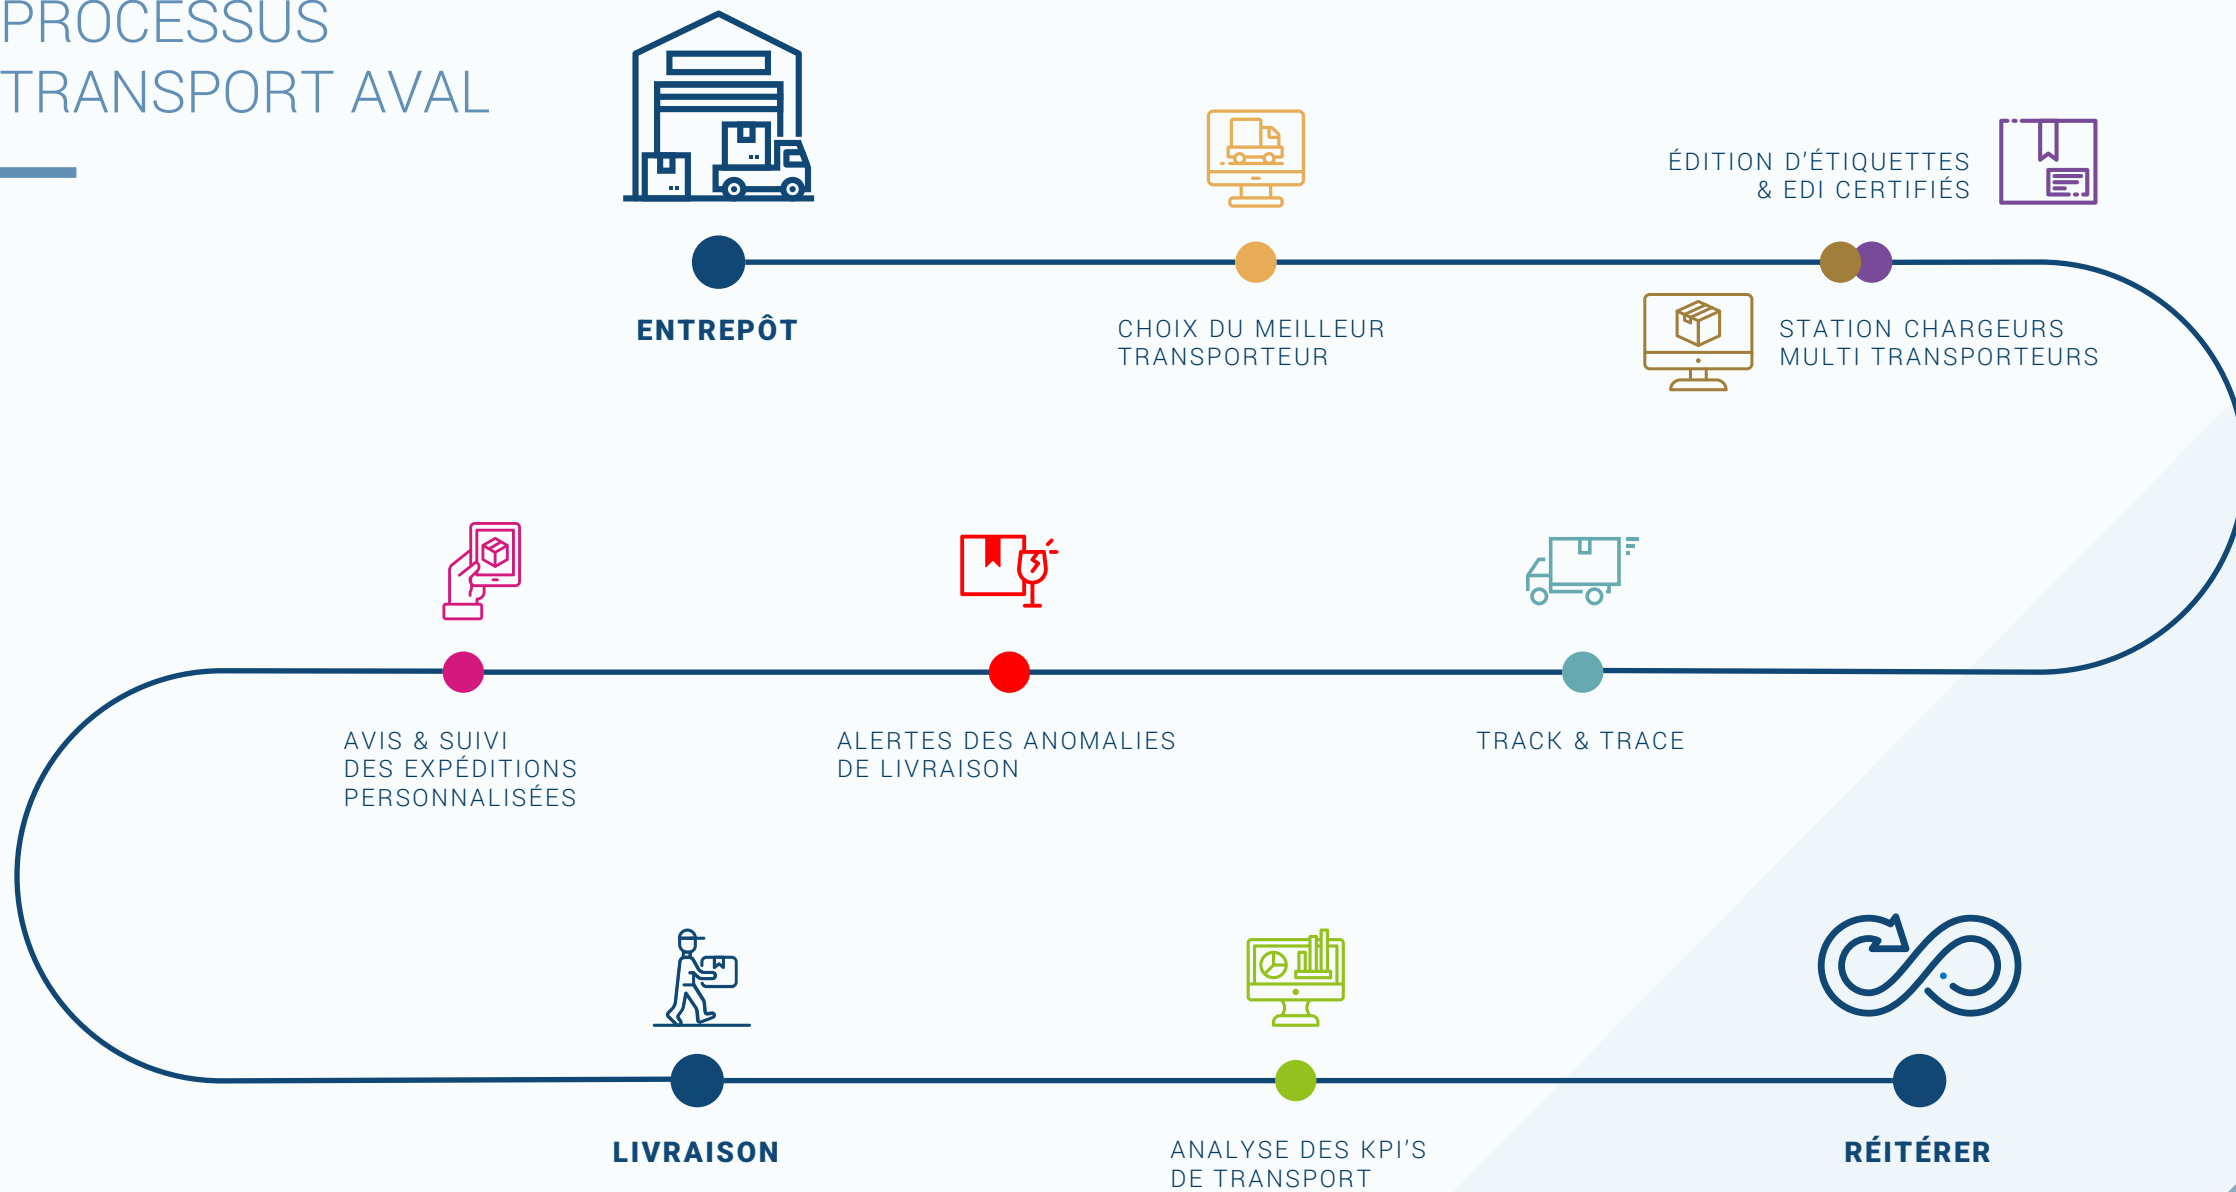 PROCESSUS
TRANSPORT AVAL
ENTREPÔT
CHOIX DU MEILLEUR
TRANSPORTEUR
ÉDITION D'ÉTIQUETTES
& EDI CERTIFIÉS
STATION CHARGEURS
MULTI TRANSPORTEURS
AVIS & SUIVI
DES EXPÉDITIONS
PERSONNALISÉES
ALERTES DES ANOMALIES
DE LIVRAISON
TRACK & TRACE
LIVRAISON
ANALYSE DES KPI'S
DE TRANSPORT
RÉITÉRER